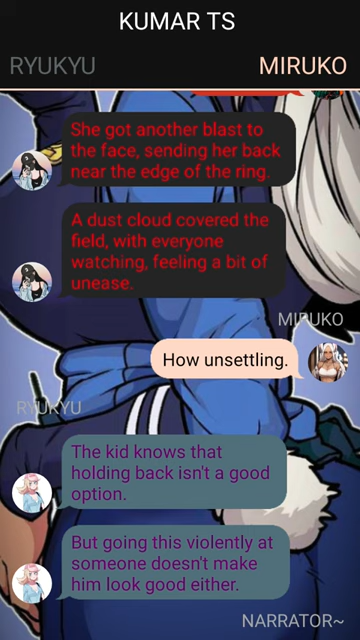 KUMAR TS
RYUKYU
MIRUKO
She got another blast to
the face, sending her back
near the edge of the ring.
A dust cloud covered the
field, with everyone
watching, feeling a bit of
unease.
MIRUKO
How unsettling.
RYUKYU
The kid knows that
holding back isn't a good
option.
But going this violently at
someone doesn't make
him look good either.
NARRATOR~